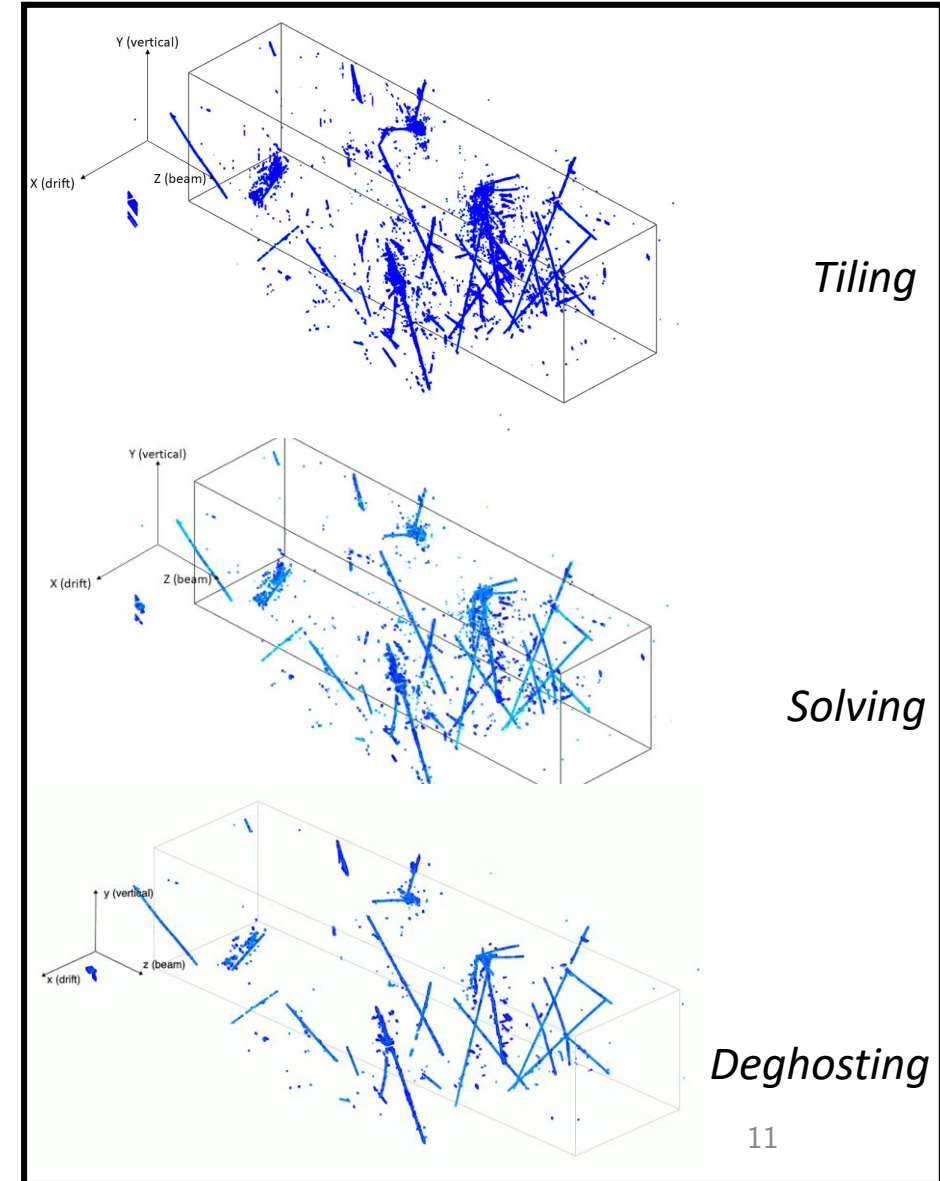 Y (vertical)
X (drift)
Z (beam)
Tiling
Y (vertical)
X (drift)
Z (beam)
Solving
y (vertical)
x (drift)
z (beam)
Deghosting
11